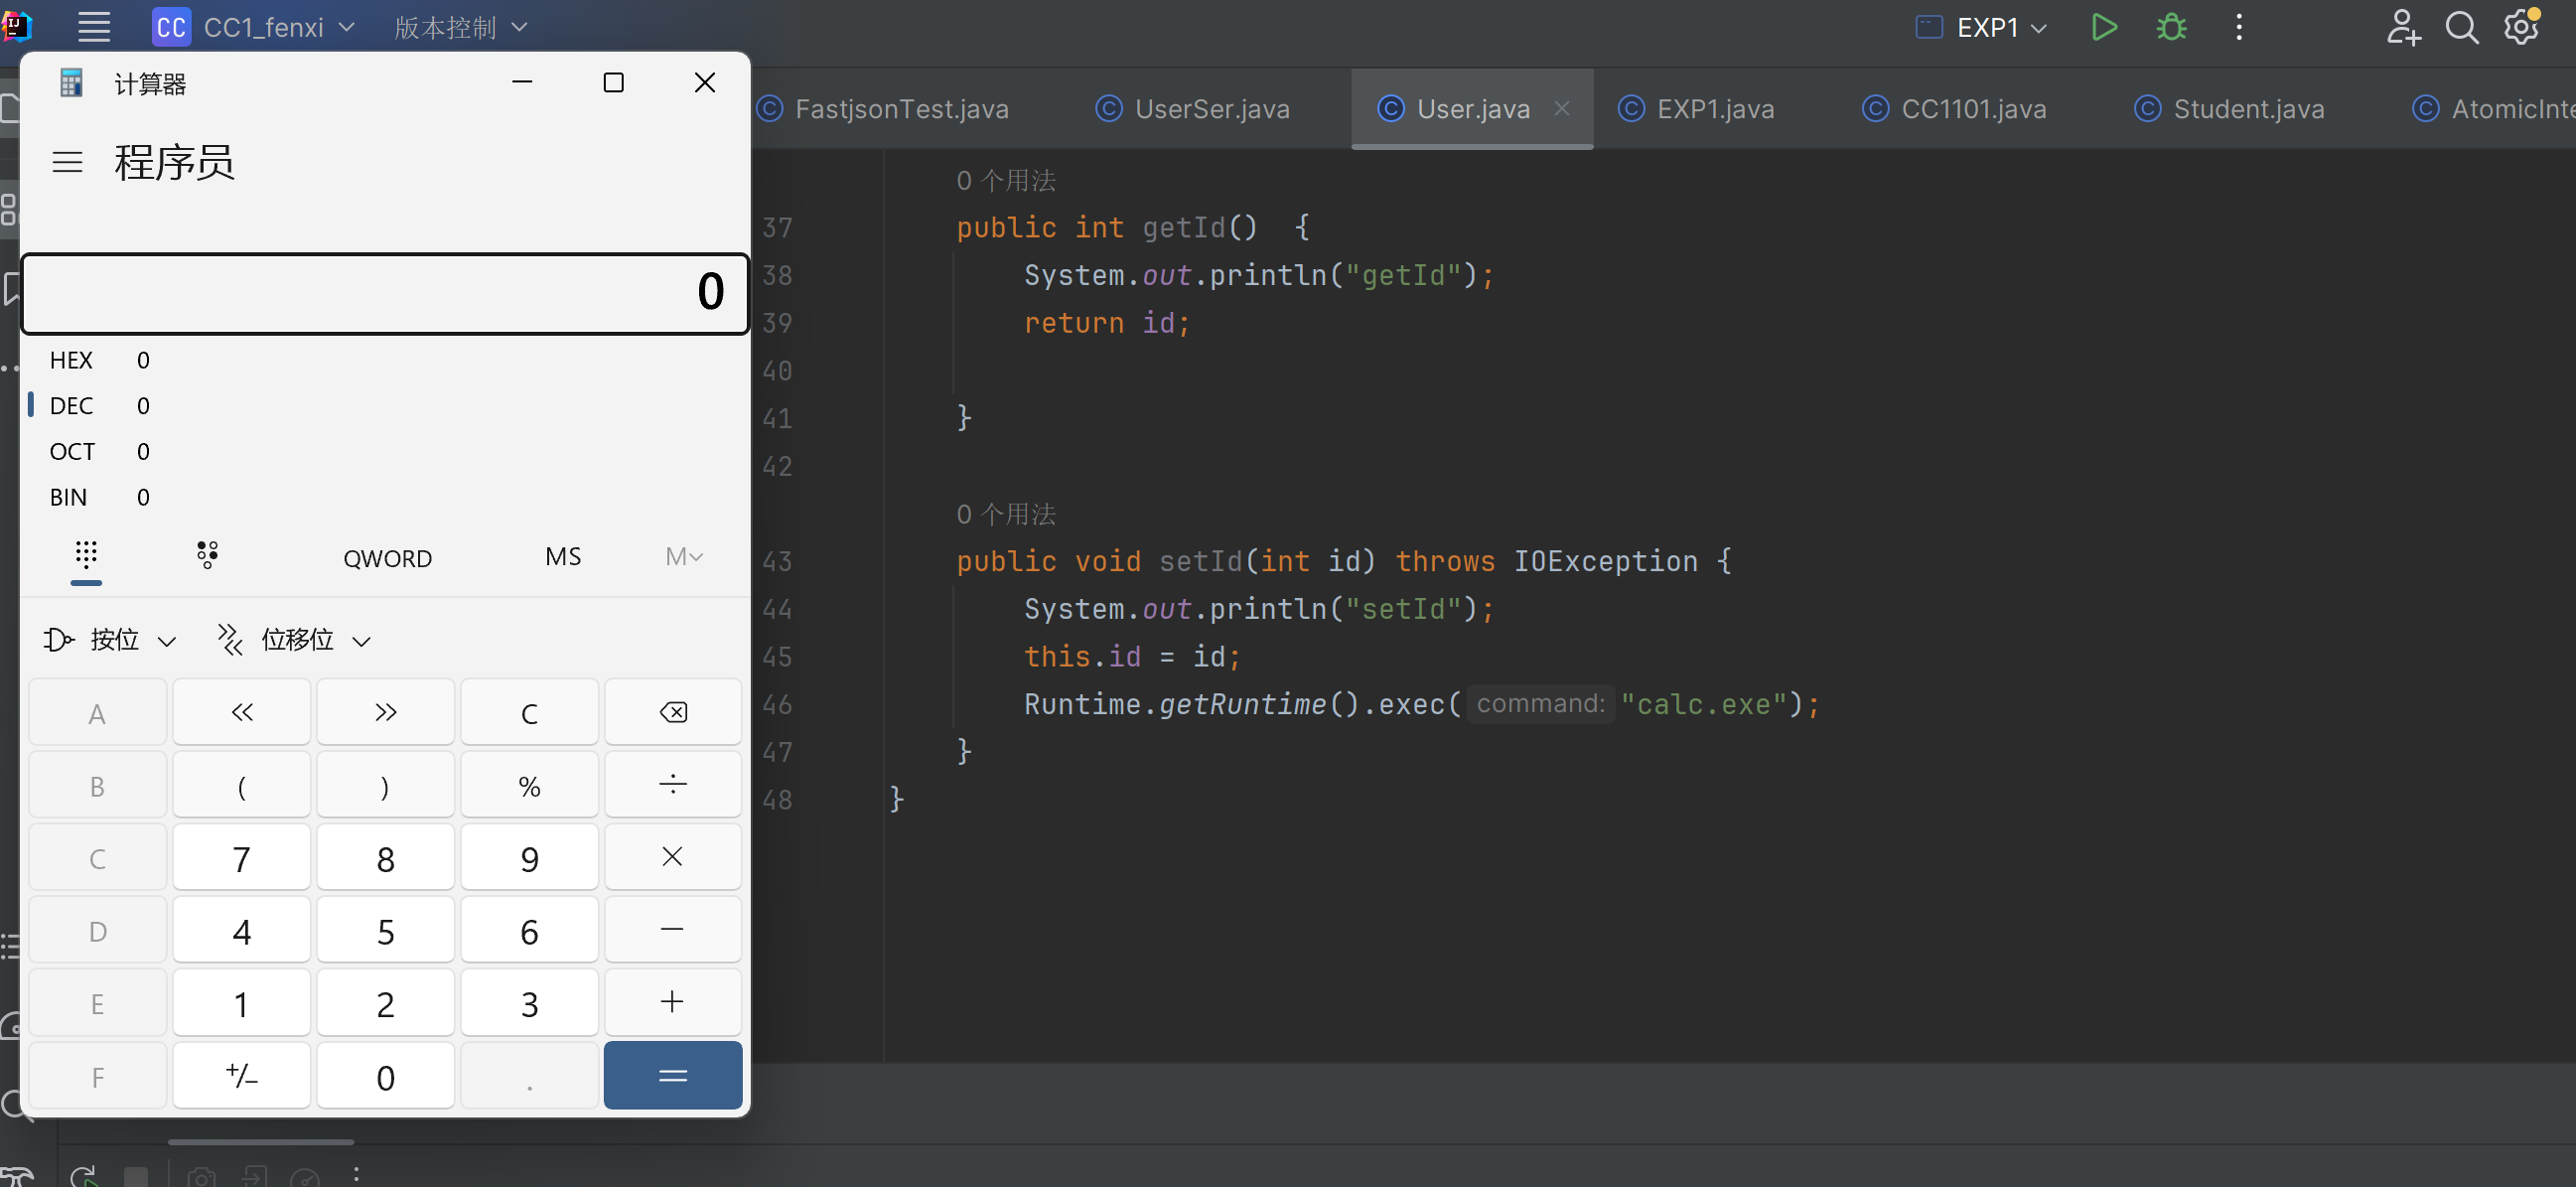 CC CC1_fenxi 版本控制 EXP1
计算器
程序员
0
HEX 0
DEC 0
OCT 0
BIN 0
QWORD MS M
按位 位移位
A « » C
B ( ) % ÷
C 7 8 9 ×
D 4 5 6 −
E 1 2 3 +
F +/− 0 . =
FastjsonTest.java UserSer.java User.java EXP1.java CC1101.java Student.java AtomicInte
0 个用法
37 public int getId()  {
38 System.out.println("getId");
39 return id;
40
41 }
42
0 个用法
43 public void setId(int id) throws IOException {
44 System.out.println("setId");
45 this.id = id;
46 Runtime.getRuntime().exec( command: "calc.exe");
47 }
48 }